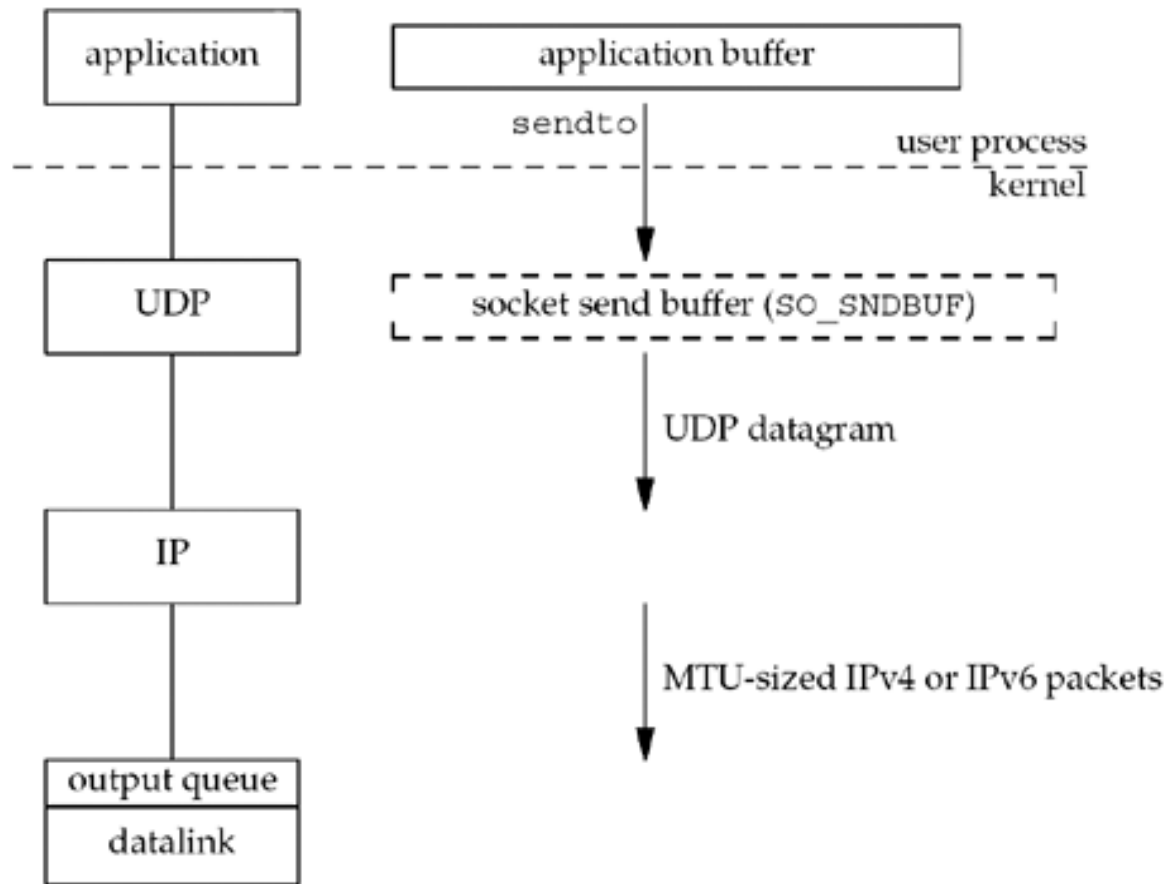 application
application buffer
sendto
user process
kernel
UDP
socket send buffer (SO_SNDBUF)
UDP datagram
IP
MTU-sized IPv4 or IPv6 packets
output queue
datalink